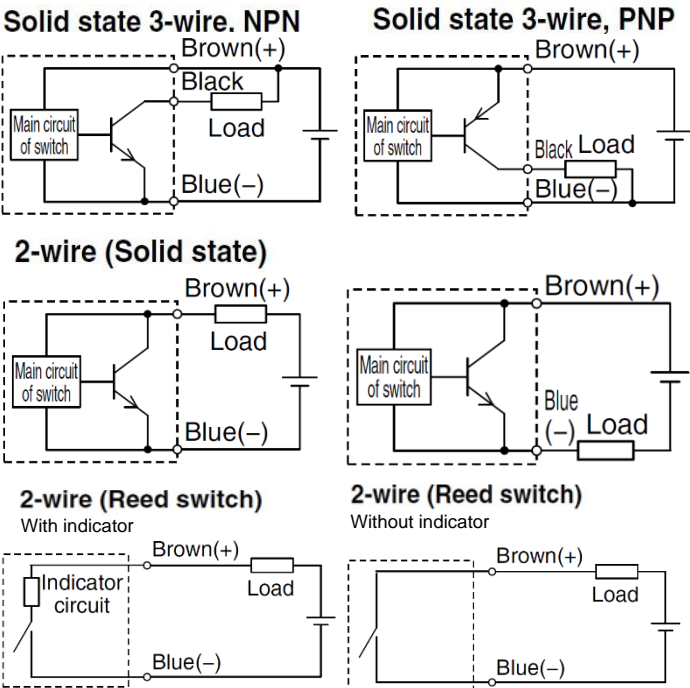 Solid state 3-wire. NPN
Brown(+)
Black
Main circuit
of switch
Load
Blue(−)
Solid state 3-wire, PNP
Brown(+)
Main circuit
of switch
Black Load
Blue(−)
2-wire (Solid state)
Brown(+)
Load
Main circuit
of switch
Blue(−)
Brown(+)
Main circuit
of switch
Blue
(−) Load
2-wire (Reed switch)
With indicator
Brown(+)
Indicator
circuit
Load
Blue(−)
2-wire (Reed switch)
Without indicator
Brown(+)
Load
Blue(−)